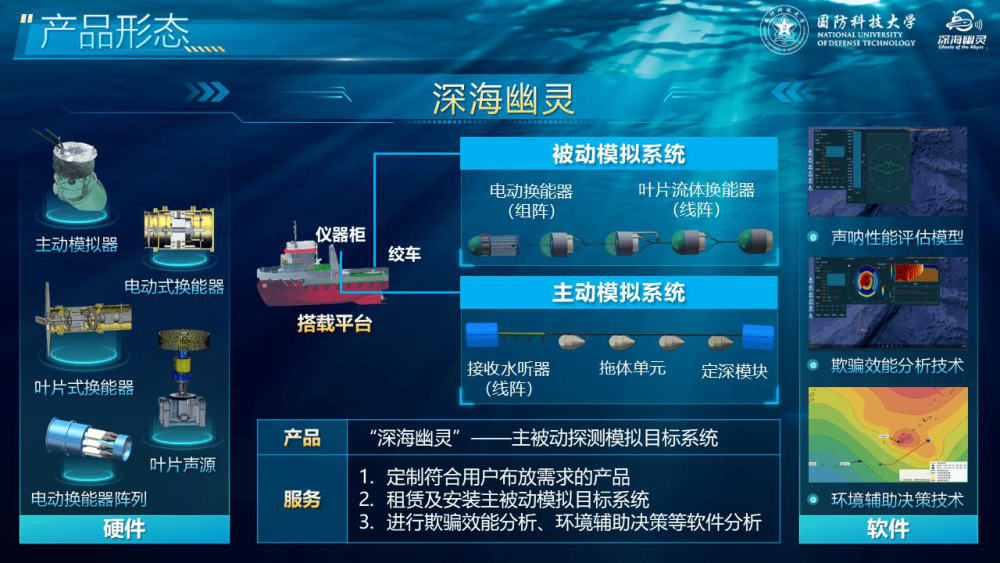 产品形态
国防科技大学
NATIONAL UNIVERSITY
OF DEFENSE TECHNOLOGY
深海幽灵
Ghosts of the Abyss
深海幽灵
主动模拟器
电动式换能器
叶片式换能器
叶片声源
电动换能器阵列
硬件
仪器柜
绞车
搭载平台
被动模拟系统
电动换能器
（组阵）
叶片流体换能器
（线阵）
主动模拟系统
接收水听器
（线阵）
拖体单元
定深模块
产品
“深海幽灵”——主被动探测模拟目标系统
服务
1. 定制符合用户布放需求的产品
2. 租赁及安装主被动模拟目标系统
3. 进行欺骗效能分析、环境辅助决策等软件分析
声呐性能评估模型
欺骗效能分析技术
环境辅助决策技术
软件